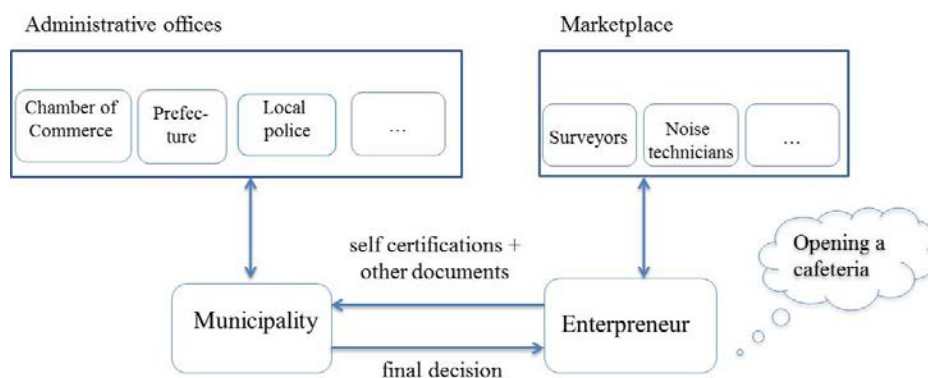 Administrative offices
Marketplace
Chamber of
Commerce
Prefec-
ture
Local
police
...
Surveyors
Noise
technicians
...
self certifications +
other documents
Opening a
cafeteria
Municipality
Enterpreneur
final decision